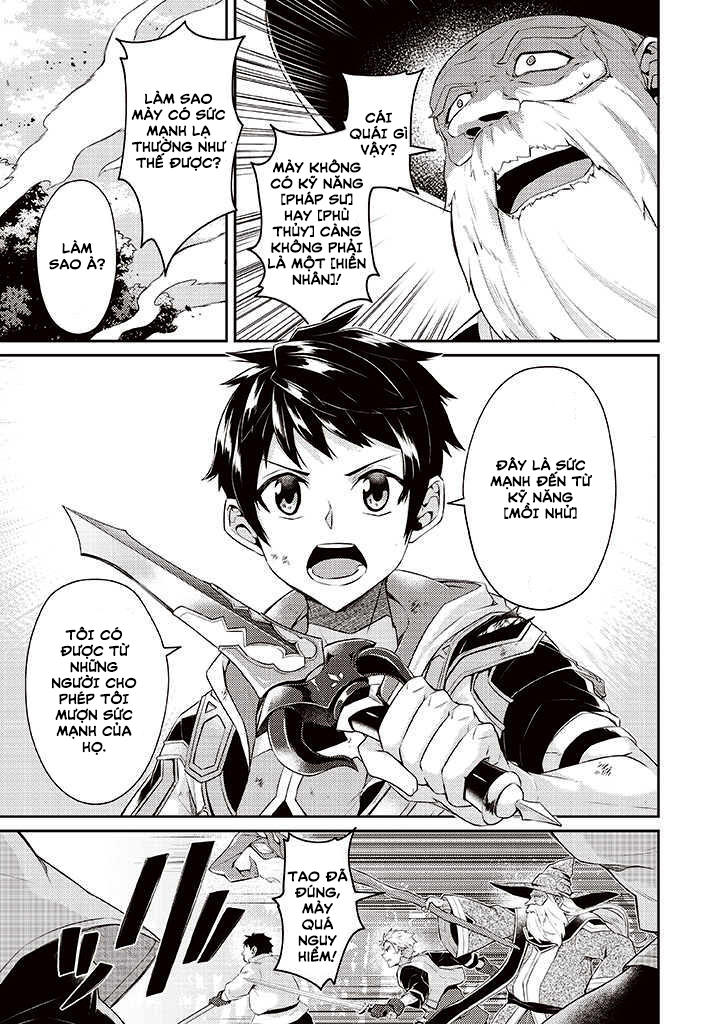 CÁI
QUÁI GÌ
VẬY?
MÀY KHÔNG
CÓ KỸ NĂNG
[PHÁP SƯ]
HAY [PHÙ
THỦY] CÀNG
KHÔNG PHẢI
LÀ MỘT [HIỀN
NHÂN]!
LÀM SAO
MÀY CÓ SỨC
MẠNH LẠ
THƯỜNG NHƯ
THẾ ĐƯỢC?
LÀM
SAO À?
ĐÂY LÀ SỨC
MẠNH ĐẾN TỪ
KỸ NĂNG
[MỒI NHỬ]
TÔI CÓ
ĐƯỢC TỪ
NHỮNG
NGƯỜI CHO
PHÉP TÔI
MƯỢN SỨC
MẠNH CỦA
HỌ.
TAO ĐÃ
ĐÚNG,
MÀY
QUÁ
NGUY
HIỂM!